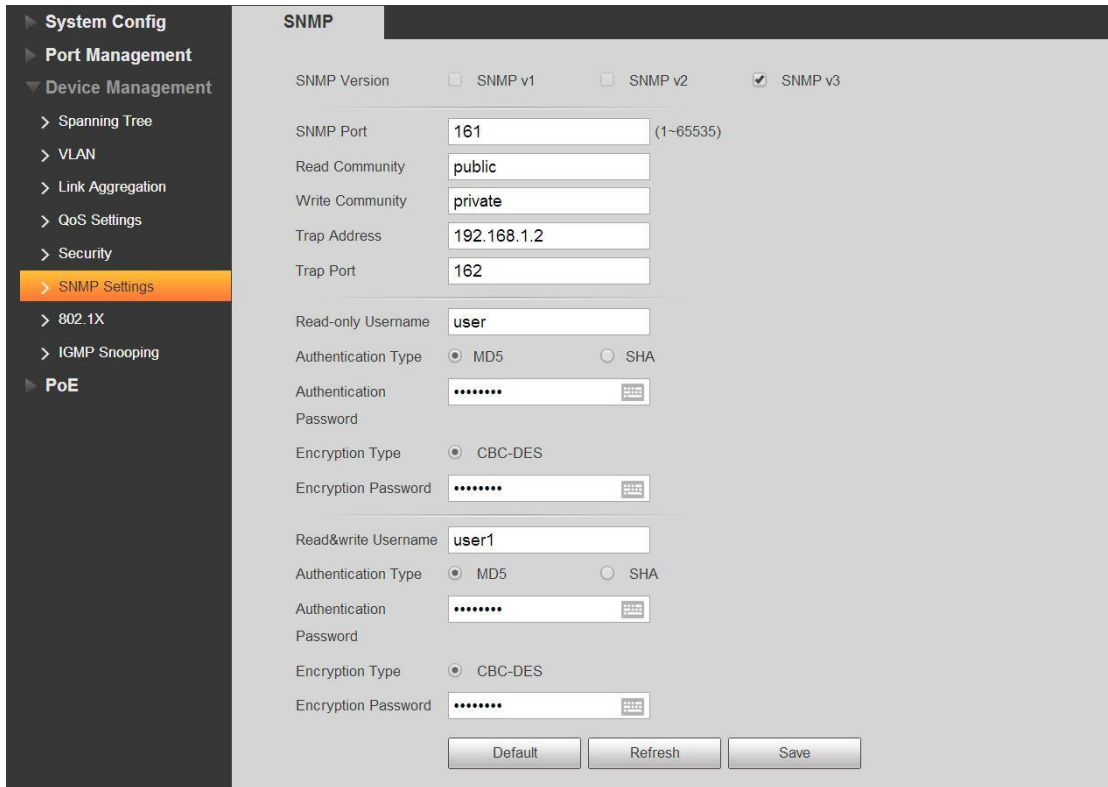 System Config
Port Management
Device Management
Spanning Tree
VLAN
Link Aggregation
QoS Settings
Security
SNMP Settings
802.1X
IGMP Snooping
PoE
SNMP
SNMP Version SNMP v1 SNMP v2 SNMP v3
SNMP Port 161 (1~65535)
Read Community public
Write Community private
Trap Address 192.168.1.2
Trap Port 162
Read-only Username user
Authentication Type MD5 SHA
Authentication ••••••••
Password
Encryption Type CBC-DES
Encryption Password ••••••••
Read&write Username user1
Authentication Type MD5 SHA
Authentication ••••••••
Password
Encryption Type CBC-DES
Encryption Password ••••••••
Default Refresh Save